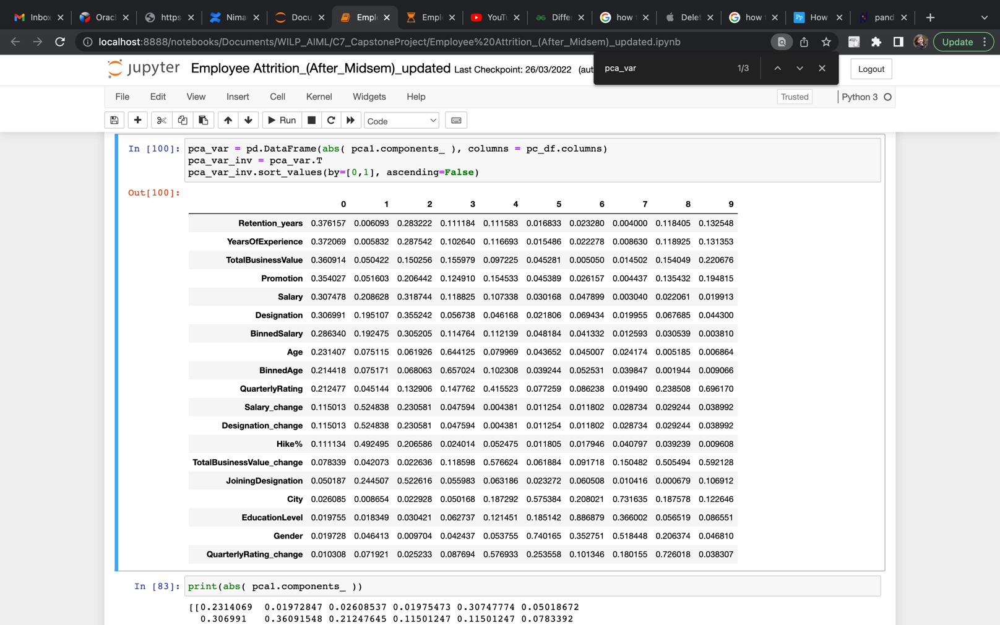 Inbox Orac https Nima Docu Empl Empl YouTu Differ how Delet how How pand
localhost:8888/notebooks/Documents/WILP_AIML/C7_CapstoneProject/Employee%20Attrition_(After_Midsem)_updated.ipynb Update
jupyter Employee Attrition_(After_Midsem)_updated Last Checkpoint: 26/03/2022 (aut pca_var 1/3 Logout
File Edit View Insert Cell Kernel Widgets Help Trusted Python 3
Run Code
In [100]: pca_var = pd.DataFrame(abs( pca1.components_ ), columns = pc_df.columns)
pca_var_inv = pca_var.T
pca_var_inv.sort_values(by=[0,1], ascending=False)
Out[100]:
0 1 2 3 4 5 6 7 8 9
Retention_years 0.376157 0.006093 0.283222 0.111184 0.111583 0.016833 0.023280 0.004000 0.118405 0.132548
YearsOfExperience 0.372069 0.005832 0.287542 0.102640 0.116693 0.015486 0.022278 0.008630 0.118925 0.131353
TotalBusinessValue 0.360914 0.050422 0.150256 0.155979 0.097225 0.045281 0.005050 0.014502 0.154049 0.220676
Promotion 0.354027 0.051603 0.206442 0.124910 0.154533 0.045389 0.026157 0.004437 0.135432 0.194815
Salary 0.307478 0.208628 0.318744 0.118825 0.107338 0.030168 0.047899 0.003040 0.022061 0.019913
Designation 0.306991 0.195107 0.355242 0.056738 0.046168 0.021806 0.069434 0.019955 0.067685 0.044300
BinnedSalary 0.286340 0.192475 0.305205 0.114764 0.112139 0.048184 0.041332 0.012593 0.030539 0.003810
Age 0.231407 0.075115 0.061926 0.644125 0.079969 0.043652 0.045007 0.024174 0.005185 0.006864
BinnedAge 0.214418 0.075171 0.068063 0.657024 0.102308 0.039244 0.052531 0.039847 0.001944 0.009066
QuarterlyRating 0.212477 0.045144 0.132906 0.147762 0.415523 0.077259 0.086238 0.019490 0.238508 0.696170
Salary_change 0.115013 0.524838 0.230581 0.047594 0.004381 0.011254 0.011802 0.028734 0.029244 0.038992
Designation_change 0.115013 0.524838 0.230581 0.047594 0.004381 0.011254 0.011802 0.028734 0.029244 0.038992
Hike% 0.111134 0.492495 0.206586 0.024014 0.052475 0.011805 0.017946 0.040797 0.039239 0.009608
TotalBusinessValue_change 0.078339 0.042073 0.022636 0.118598 0.576624 0.061884 0.091718 0.150482 0.505494 0.592128
JoiningDesignation 0.050187 0.244507 0.522616 0.055983 0.063186 0.023272 0.060508 0.010416 0.000679 0.106912
City 0.026085 0.008654 0.022928 0.050168 0.187292 0.575384 0.208021 0.731635 0.187578 0.122646
EducationLevel 0.019755 0.018349 0.030421 0.062737 0.121451 0.185142 0.886879 0.366002 0.056519 0.086551
Gender 0.019728 0.046413 0.009704 0.042437 0.053755 0.740165 0.352751 0.518448 0.206374 0.046810
QuarterlyRating_change 0.010308 0.071921 0.025233 0.087694 0.576933 0.253558 0.101346 0.180155 0.726018 0.038307
In [83]: print(abs( pca1.components_ ))
[[0.2314069 0.01972847 0.02608537 0.01975473 0.30747774 0.05018672
0.306991 0.36091548 0.21247645 0.11501247 0.11501247 0.0783392